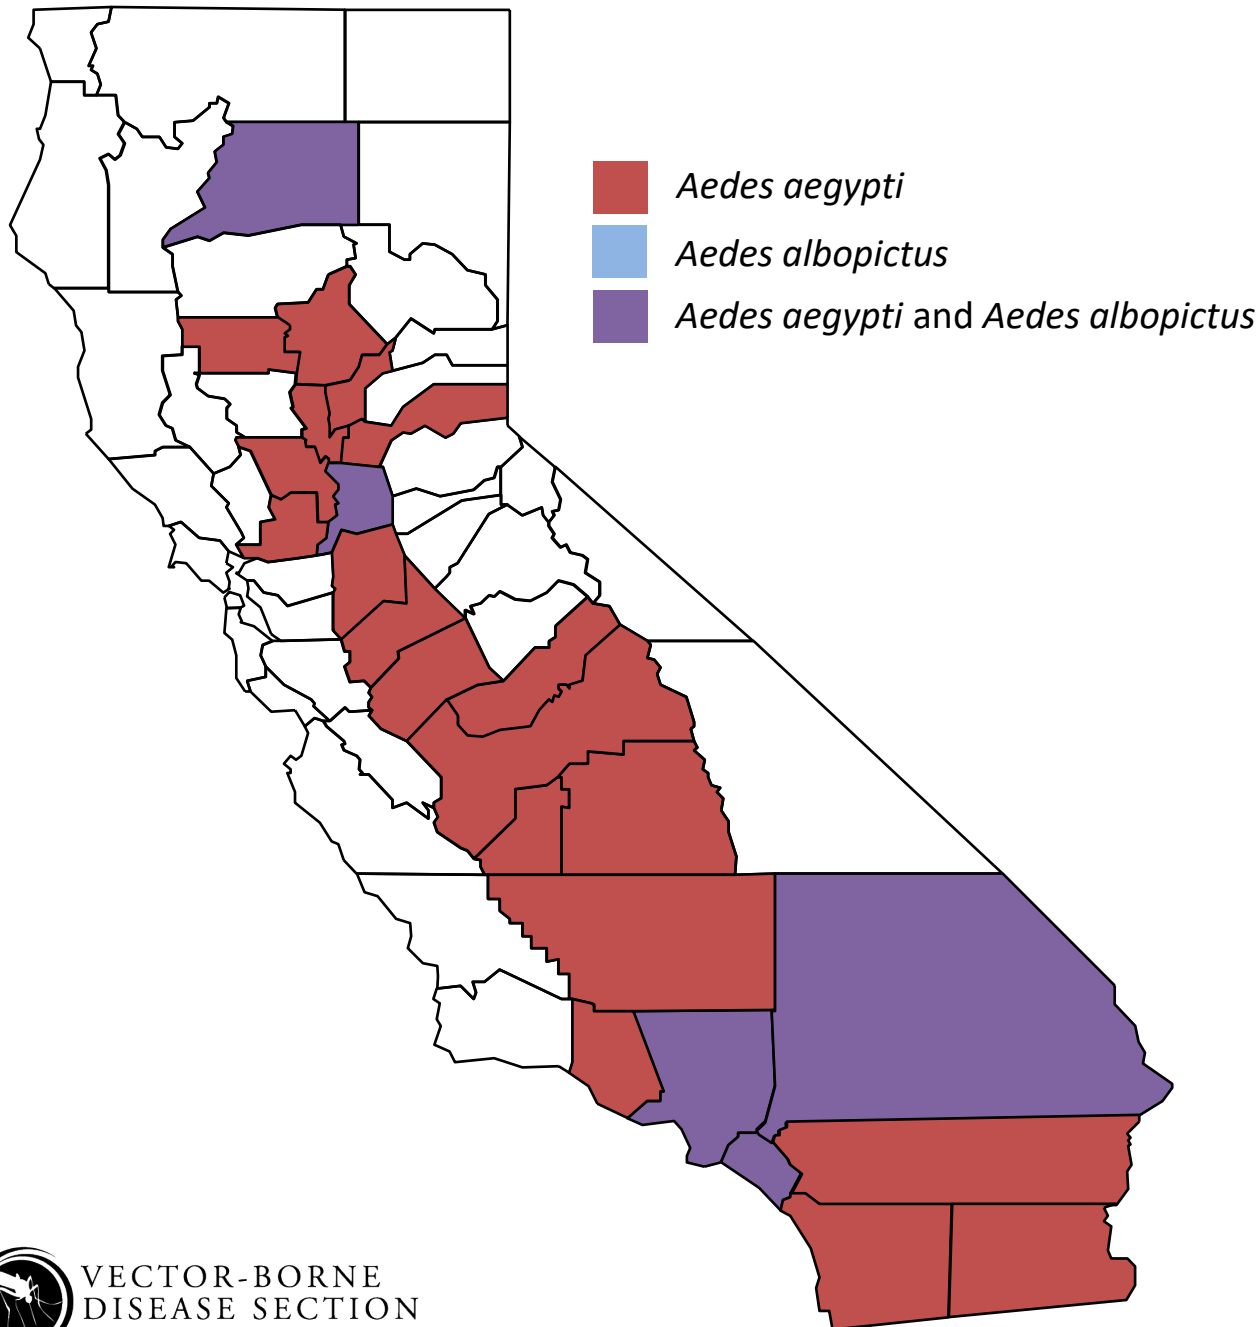 Aedes aegypti
Aedes albopictus
Aedes aegypti and Aedes albopictus
VECTOR-BORNE
DISEASE SECTION